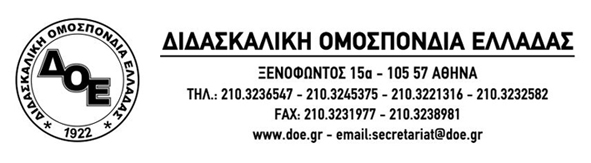 ΔΙΔΑΣΚΑΛΙΚΗ ΟΜΟΣΠΟΝΔΙΑ ΕΛΛΑΔΑΣ
ΔΟΕ
1922
ΔΙΔΑΣΚΑΛΙΚΗ ΟΜΟΣΠΟΝΔΙΑ ΕΛΛΑΔΑΣ
ΞΕΝΟΦΩΝΤΟΣ 15α - 105 57 ΑΘΗΝΑ
ΤΗΛ.: 210.3236547 - 210.3245375 - 210.3221316 - 210.3232582
FAX: 210.3231977 - 210.3238981
www.doe.gr - email:secretariat@doe.gr